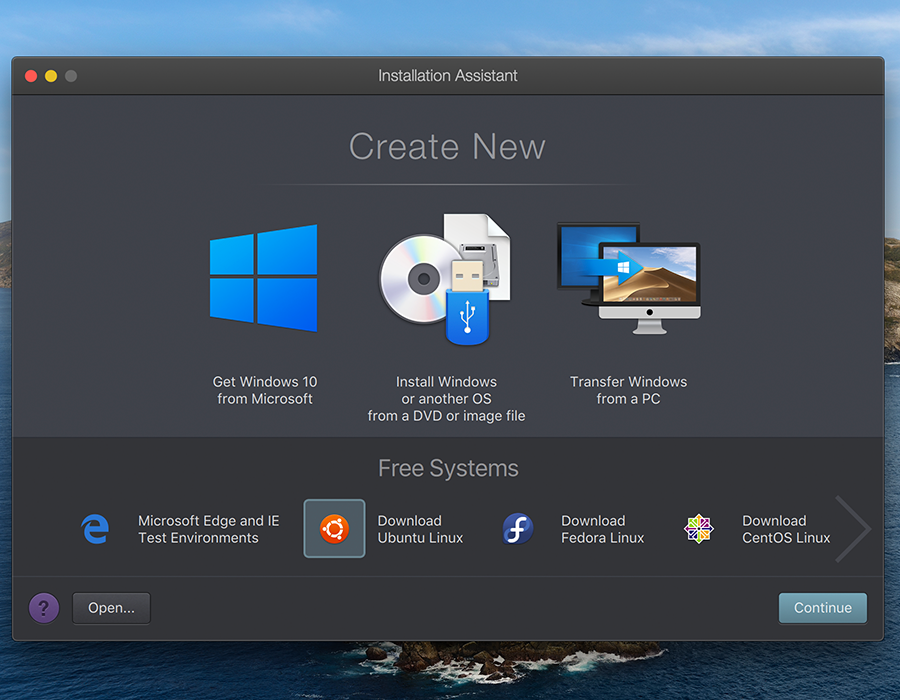 Installation Assistant
Create New
Get Windows 10
from Microsoft
Install Windows
or another OS
from a DVD or image file
Transfer Windows
from a PC
Free Systems
Microsoft Edge and IE
Test Environments
Download
Ubuntu Linux
Download
Fedora Linux
Download
CentOS Linux
?
Open...
Continue